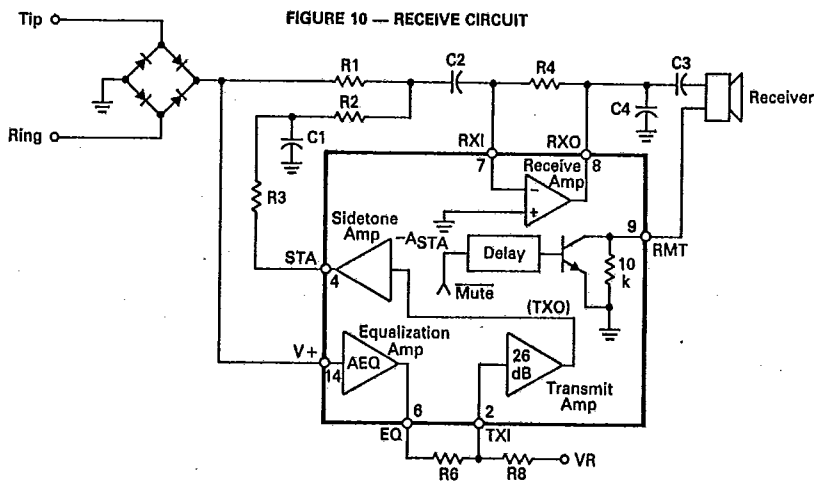 FIGURE 10 — RECEIVE CIRCUIT
Tip
Ring
R1
R2
C1
R3
C2
R4
C3
C4
Receiver
RXI
7
RXO
8
Receive
Amp
−
+
Sidetone
Amp
-ASTA
STA
4
Delay
Mute
9
RMT
10
k
(TXO)
Equalization
Amp
V+
14
AEQ
26
dB
Transmit
Amp
6
EQ
2
TXI
R6
R8
VR